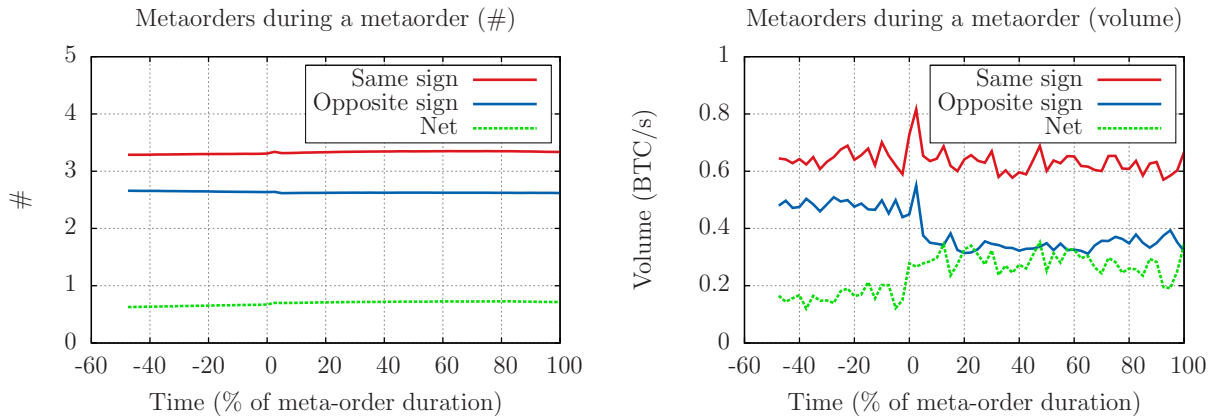 Metaorders during a metaorder (#)
5
4
3
2
1
0
#
-60 -40 -20 0 20 40 60 80 100
Time (% of meta-order duration)
Same sign
Opposite sign
Net
Metaorders during a metaorder (volume)
1
0.8
0.6
0.4
0.2
0
Volume (BTC/s)
-60 -40 -20 0 20 40 60 80 100
Time (% of meta-order duration)
Same sign
Opposite sign
Net